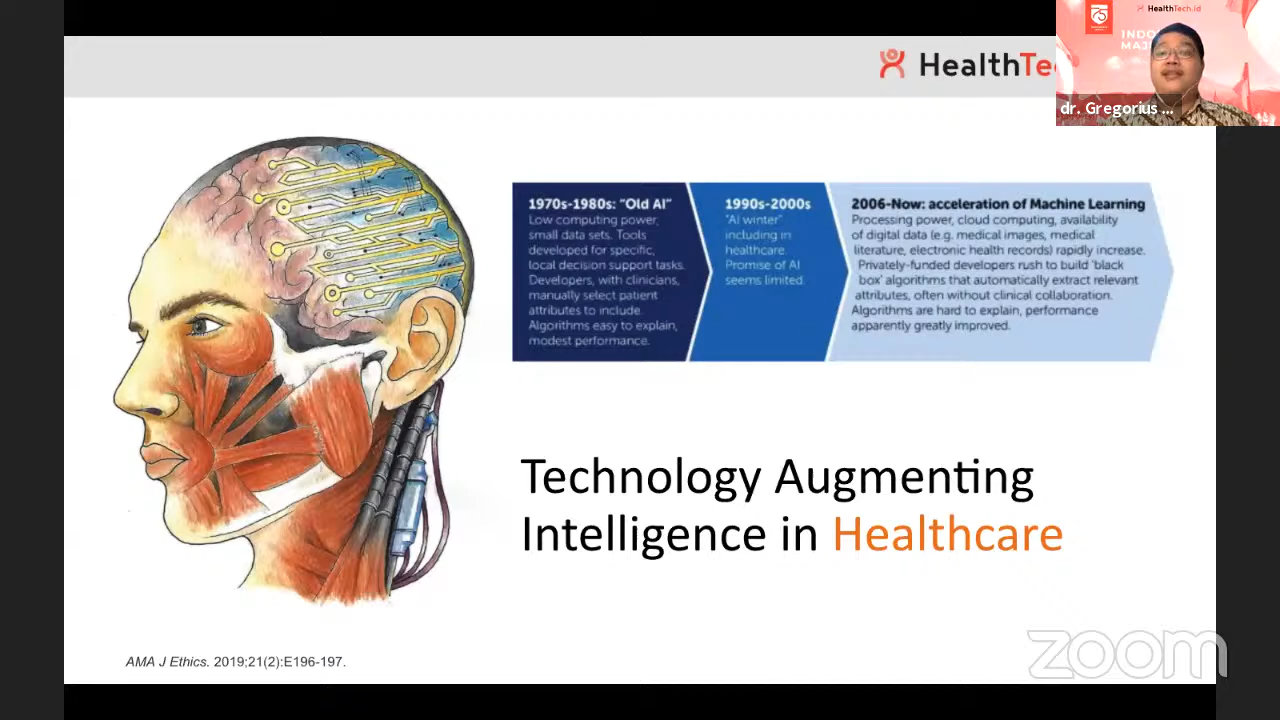 HealthTe
HealthTech.id
75
INDO
MAJ
dr. Gregorius ...
1970s-1980s: “Old AI”
Low computing power,
small data sets. Tools
developed for specific,
local decision support tasks.
Developers, with clinicians,
manually select patient
attributes to include.
Algorithms easy to explain,
modest performance.
1990s-2000s
“AI winter”
including in
healthcare.
Promise of AI
seems limited.
2006-Now: acceleration of Machine Learning
Processing power, cloud computing, availability
of digital data (e.g. medical images, medical
literature, electronic health records) rapidly increase.
Privately-funded developers rush to build ‘black
box’ algorithms that automatically extract relevant
attributes, often without clinical collaboration.
Algorithms are hard to explain, performance
apparently greatly improved.
Technology Augmenting
Intelligence in Healthcare
AMA J Ethics. 2019;21(2):E196-197.
zoom